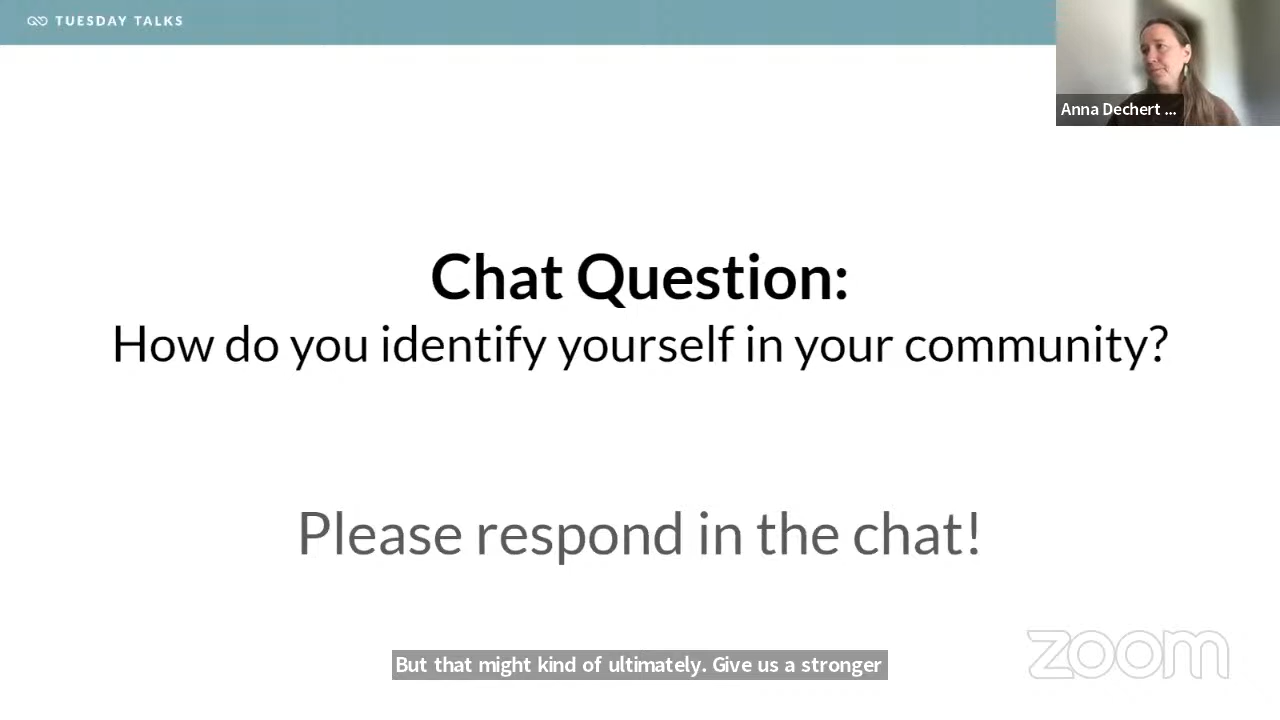 TUESDAY TALKS
Anna Dechert ...
Chat Question:
How do you identify yourself in your community?
Please respond in the chat!
But that might kind of ultimately. Give us a stronger
zoom